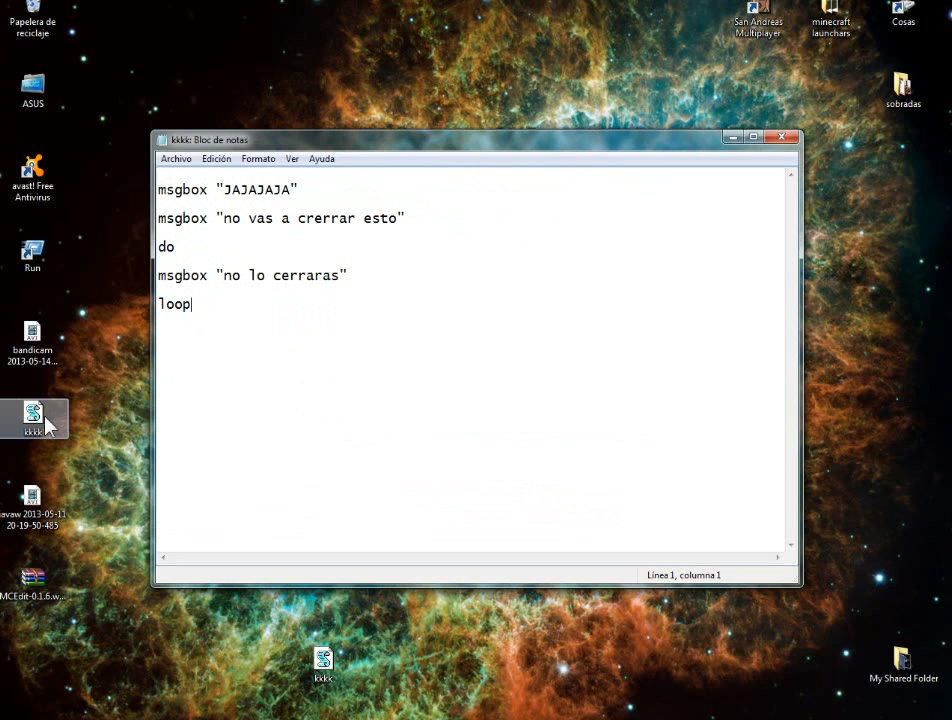 Papelera de
reciclaje
San Andreas
Multiplayer
minecraft
launchars
Cosas
ASUS
sobradas
kkkk: Bloc de notas
Archivo Edición Formato Ver Ayuda
msgbox "JAJAJAJA"
msgbox "no vas a crerrar esto"
do
msgbox "no lo cerraras"
loop
Línea 1, columna 1
avast! Free
Antivirus
Run
AVI
bandicam
2013-05-14...
kkkk
AVI
avaw 2013-05-11
20-19-50-485
MCEdit-0.1.6.w...
kkkk
My Shared Folder